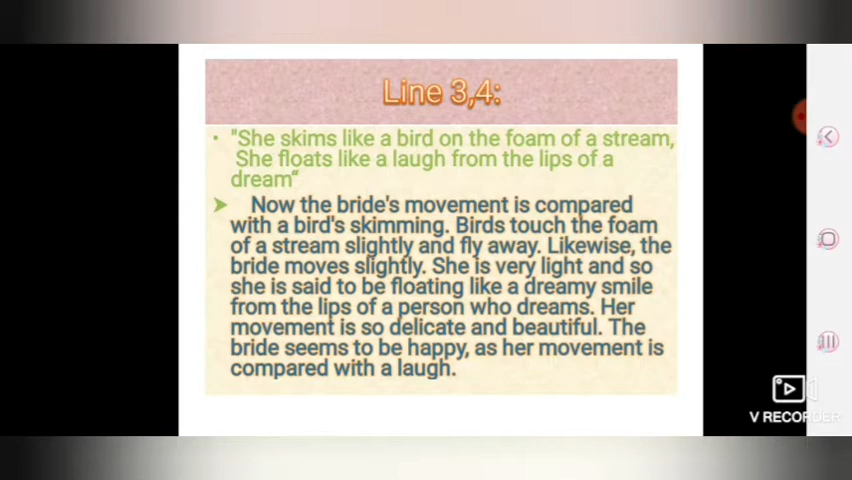 Line 3,4:
• "She skims like a bird on the foam of a stream,
She floats like a laugh from the lips of a
dream“
➤ Now the bride's movement is compared
with a bird's skimming. Birds touch the foam
of a stream slightly and fly away. Likewise, the
bride moves slightly. She is very light and so
she is said to be floating like a dreamy smile
from the lips of a person who dreams. Her
movement is so delicate and beautiful. The
bride seems to be happy, as her movement is
compared with a laugh.
V RECORDER